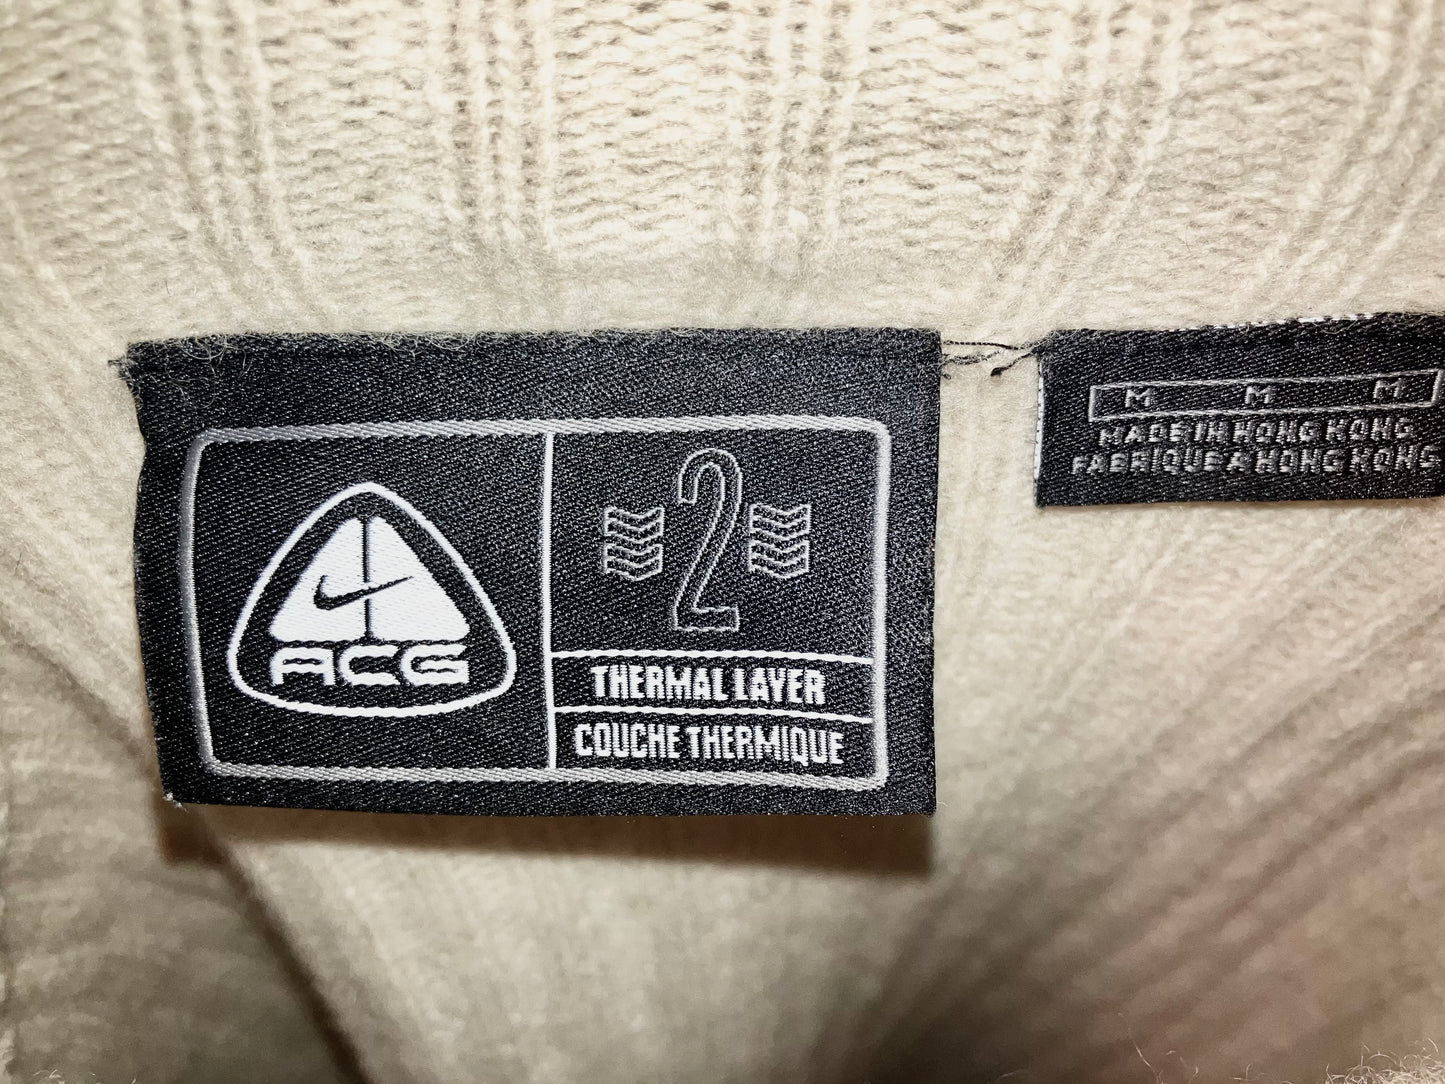 ACG
2
THERMAL LAYER
COUCHE THERMIQUE
M M M
MADE IN HONG KONG
FABRIQUE A HONG KONG